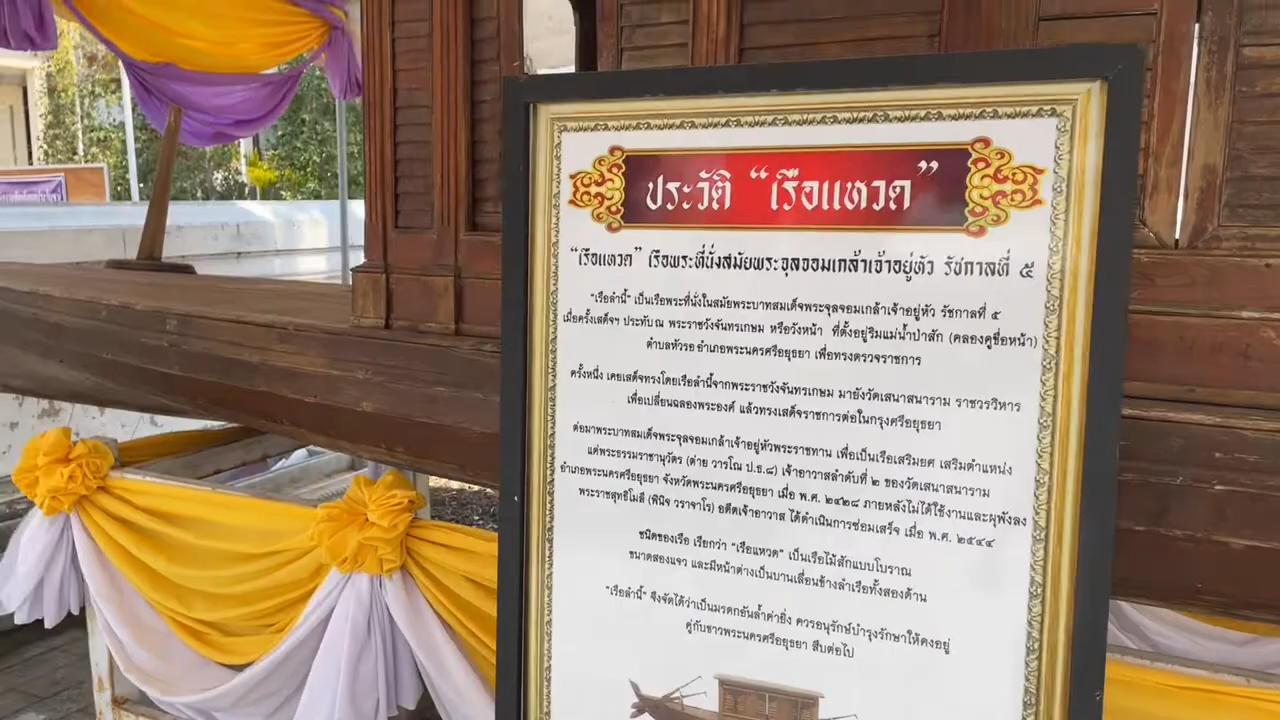 ประวัติ “เรือแหวด”
“เรือแหวด” เรือพระที่นั่งสมัยพระจุลจอมเกล้าเจ้าอยู่หัว รัชกาลที่ ๕
“เรือลำนี้” เป็นเรือพระที่นั่งในสมัยพระบาทสมเด็จพระจุลจอมเกล้าเจ้าอยู่หัว รัชกาลที่ ๕
เมื่อครั้งเสด็จฯ ประทับ ณ พระราชวังจันทรเกษม หรือวังหน้า ที่ตั้งอยู่ริมแม่น้ำป่าสัก (คลองคูขื่อหน้า)
ตำบลหัวรอ อำเภอพระนครศรีอยุธยา เพื่อทรงตรวจราชการ
ครั้งหนึ่ง เคยเสด็จทรงโดยเรือลำนี้จากพระราชวังจันทรเกษม มายังวัดเสนาสนาราม ราชวรวิหาร
เพื่อเปลี่ยนฉลองพระองค์ แล้วทรงเสด็จราชการต่อในกรุงศรีอยุธยา
ต่อมาพระบาทสมเด็จพระจุลจอมเกล้าเจ้าอยู่หัวพระราชทาน เพื่อเป็นเรือเสริมยศ เสริมตำแหน่ง
แด่พระธรรมราชานุวัตร (ต่าย วารโณ ป.ธ.๘) เจ้าอาวาสลำดับที่ ๒ ของวัดเสนาสนาราม
อำเภอพระนครศรีอยุธยา จังหวัดพระนครศรีอยุธยา เมื่อ พ.ศ. ๒๔๒๘ ภายหลังไม่ได้ใช้งานและผุพังลง
พระราชสุทธิโมลี (พินิจ วราจาโร) อดีตเจ้าอาวาส ได้ดำเนินการซ่อมเสร็จ เมื่อ พ.ศ. ๒๕๔๔
ชนิดของเรือ เรียกว่า “เรือแหวด” เป็นเรือไม้สักแบบโบราณ
ขนาดสองแจว และมีหน้าต่างเป็นบานเลื่อนข้างลำเรือทั้งสองด้าน
“เรือลำนี้” จึงจัดได้ว่าเป็นมรดกอันล้ำค่ายิ่ง ควรอนุรักษ์บำรุงรักษาให้คงอยู่
คู่กับชาวพระนครศรีอยุธยา สืบต่อไป